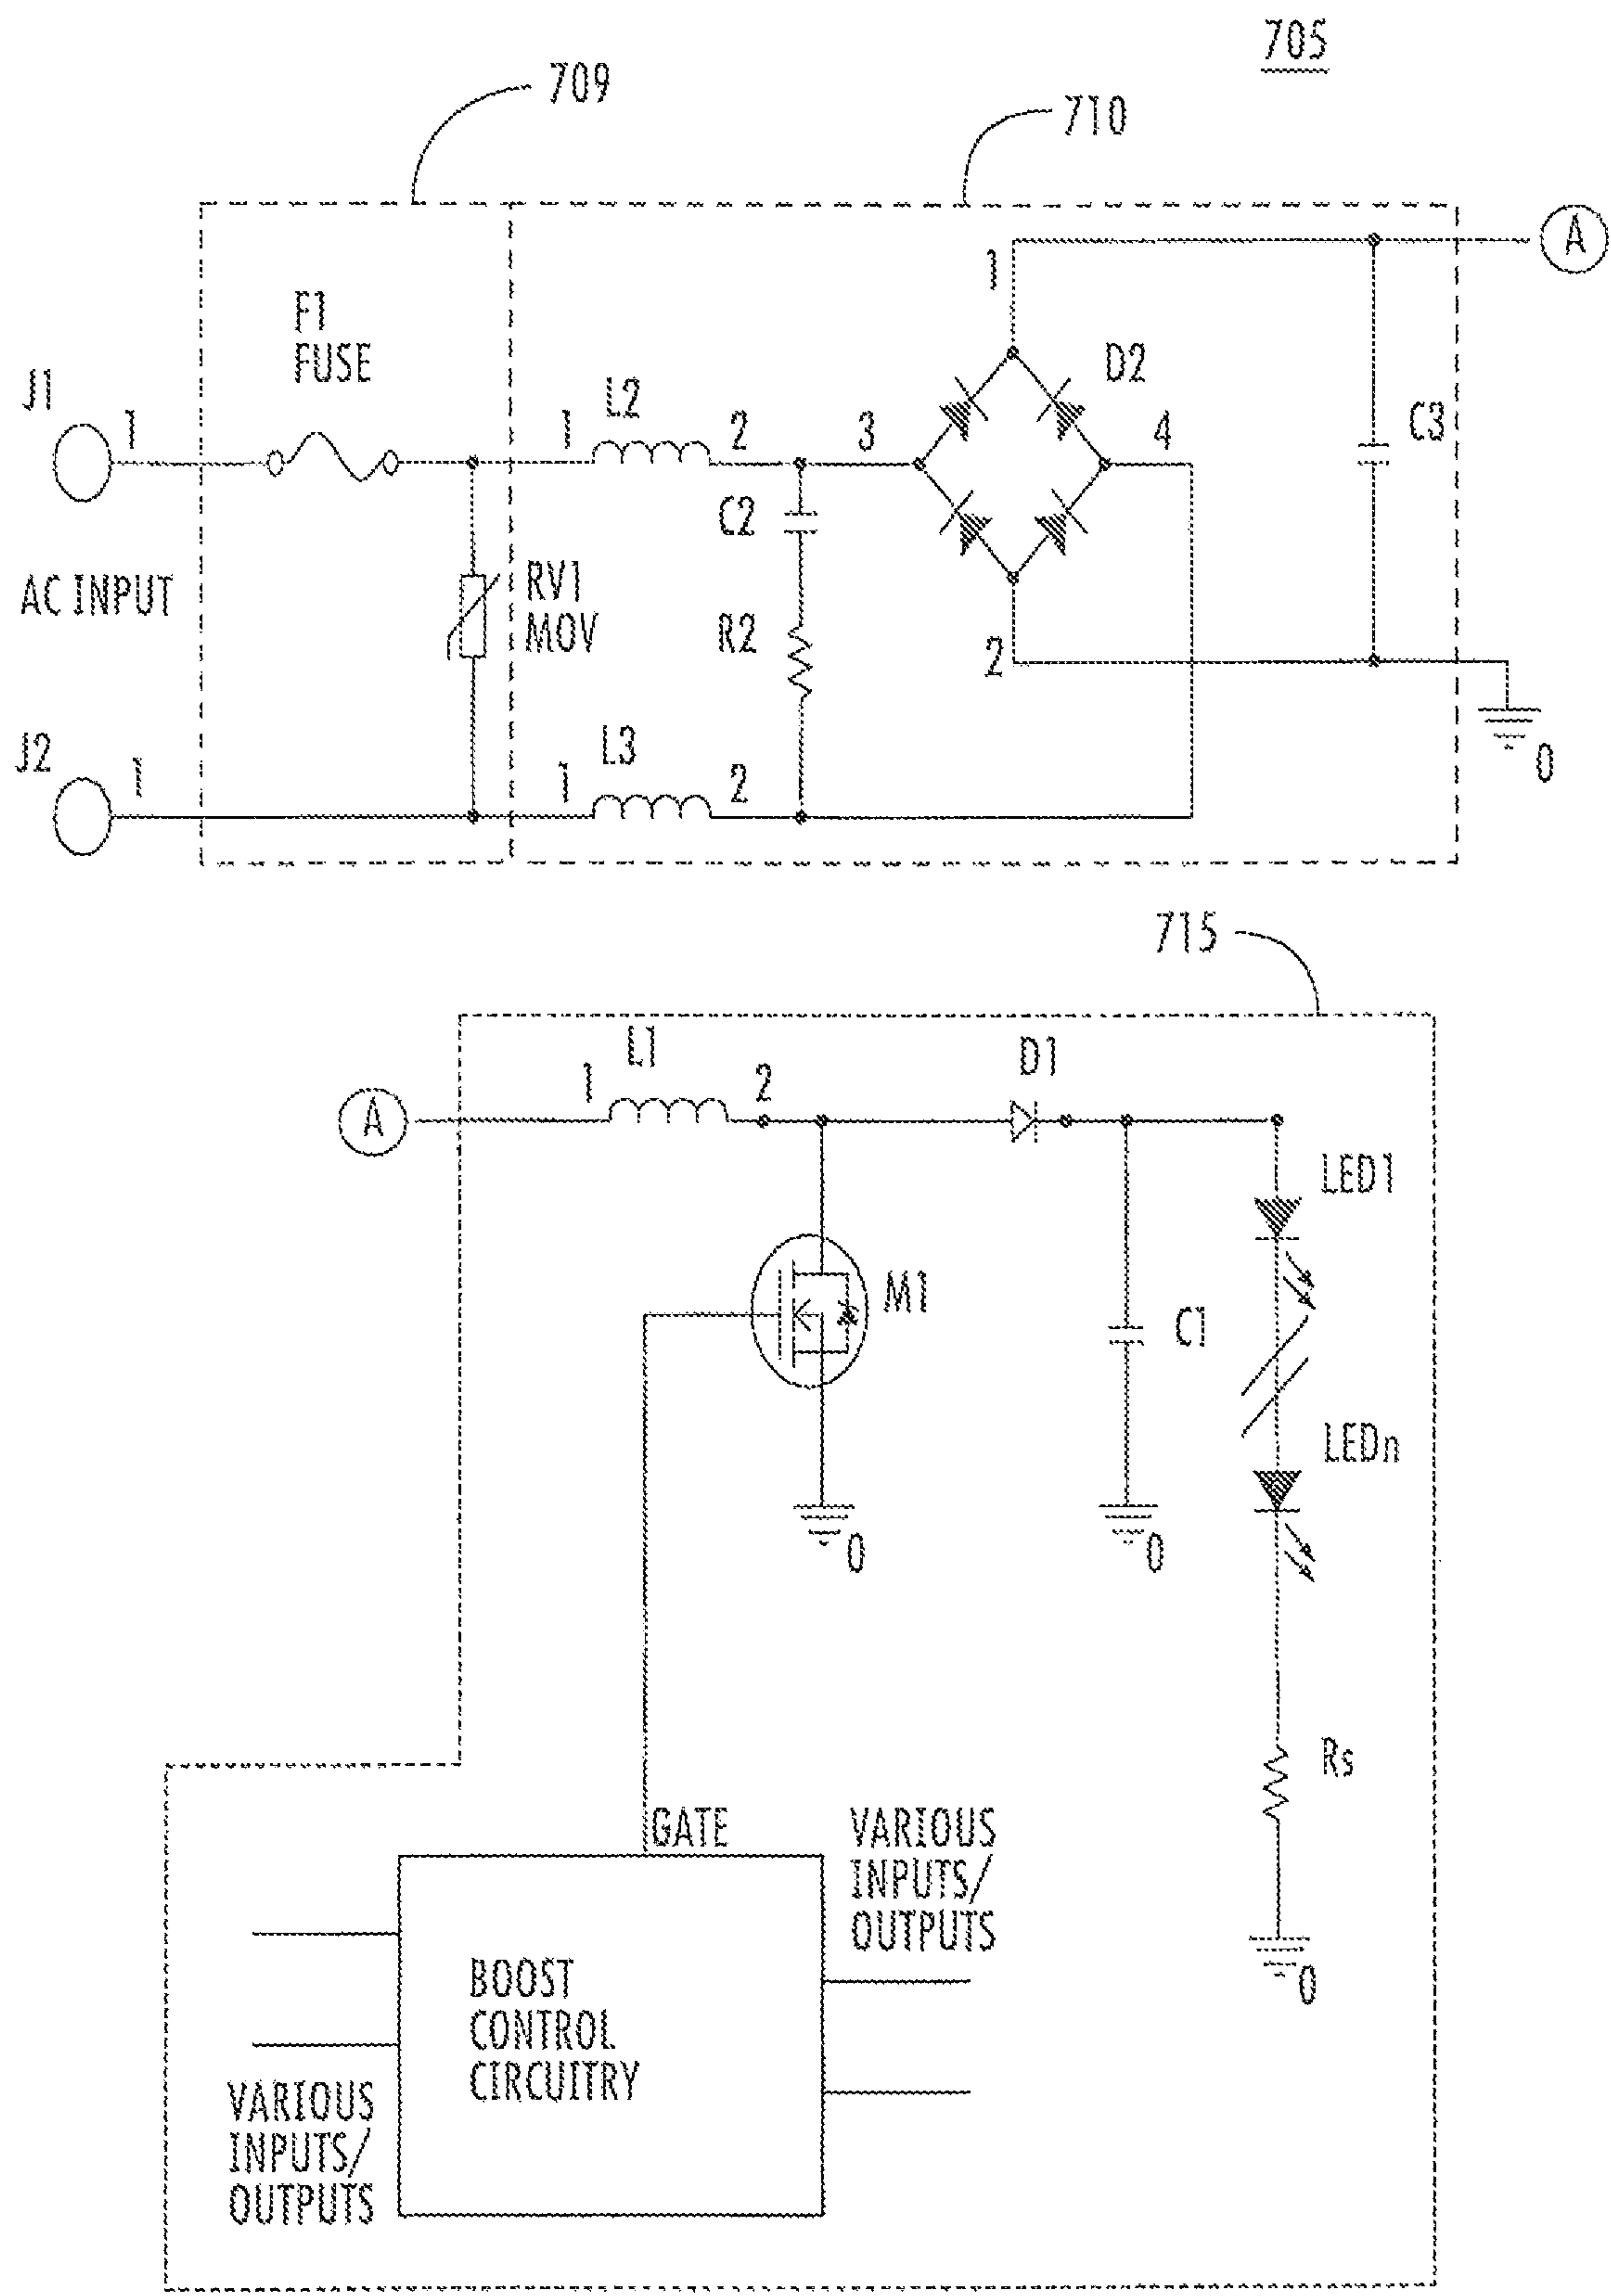 705
709
710
A
1
F1
FUSE
D2
J1
1
L2
1
2
3
4
C3
C2
AC INPUT
RV1
MOV
R2
2
J2
1
L3
1
2
0
715
L1
D1
1
2
A
LED1
M1
C1
LEDn
0
0
Rs
GATE
VARIOUS
INPUTS/
OUTPUTS
BOOST
CONTROL
CIRCUITRY
0
VARIOUS
INPUTS/
OUTPUTS